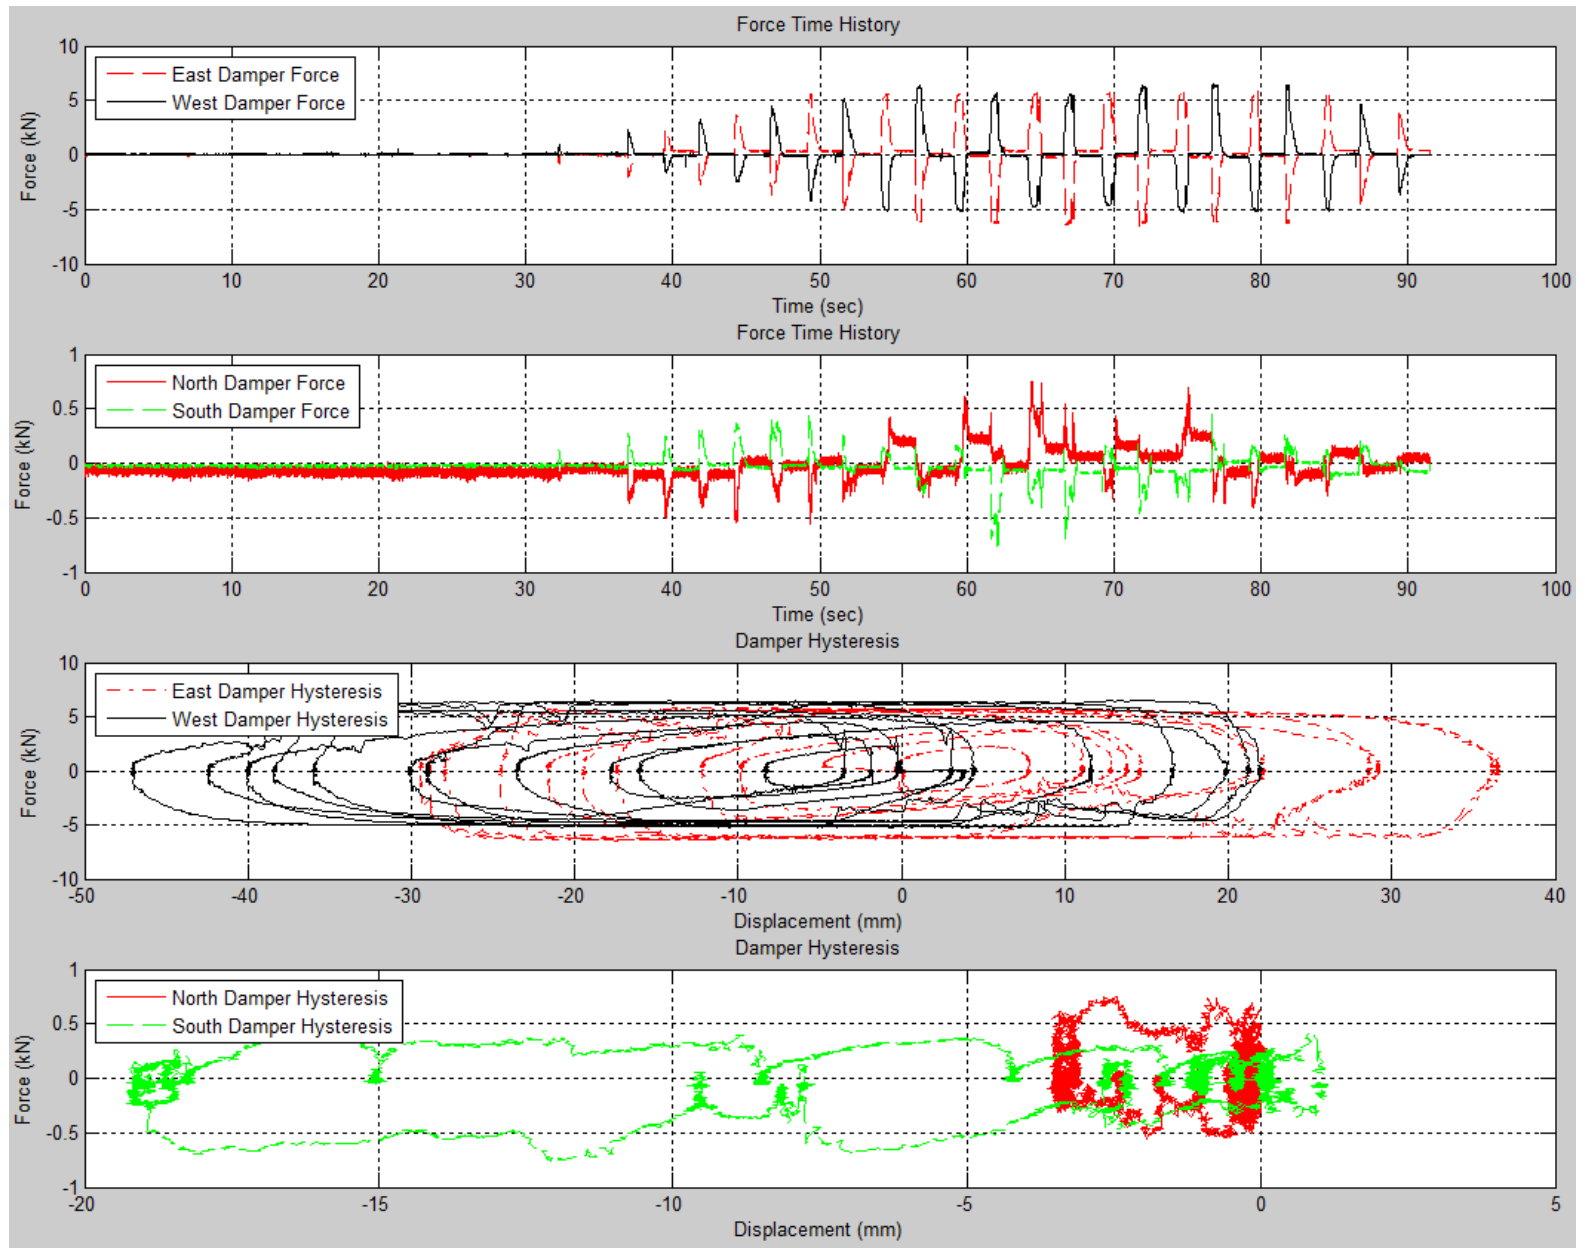 Force Time History
10
5
0
-5
-10
Force (kN)
East Damper Force
West Damper Force
0 10 20 30 40 50 60 70 80 90 100
Time (sec)
Force Time History
1
0.5
0
-0.5
-1
Force (kN)
North Damper Force
South Damper Force
0 10 20 30 40 50 60 70 80 90 100
Time (sec)
Damper Hysteresis
10
5
0
-5
-10
Force (kN)
East Damper Hysteresis
West Damper Hysteresis
-50 -40 -30 -20 -10 0 10 20 30 40
Displacement (mm)
Damper Hysteresis
1
0.5
0
-0.5
-1
Force (kN)
North Damper Hysteresis
South Damper Hysteresis
-20 -15 -10 -5 0 5
Displacement (mm)